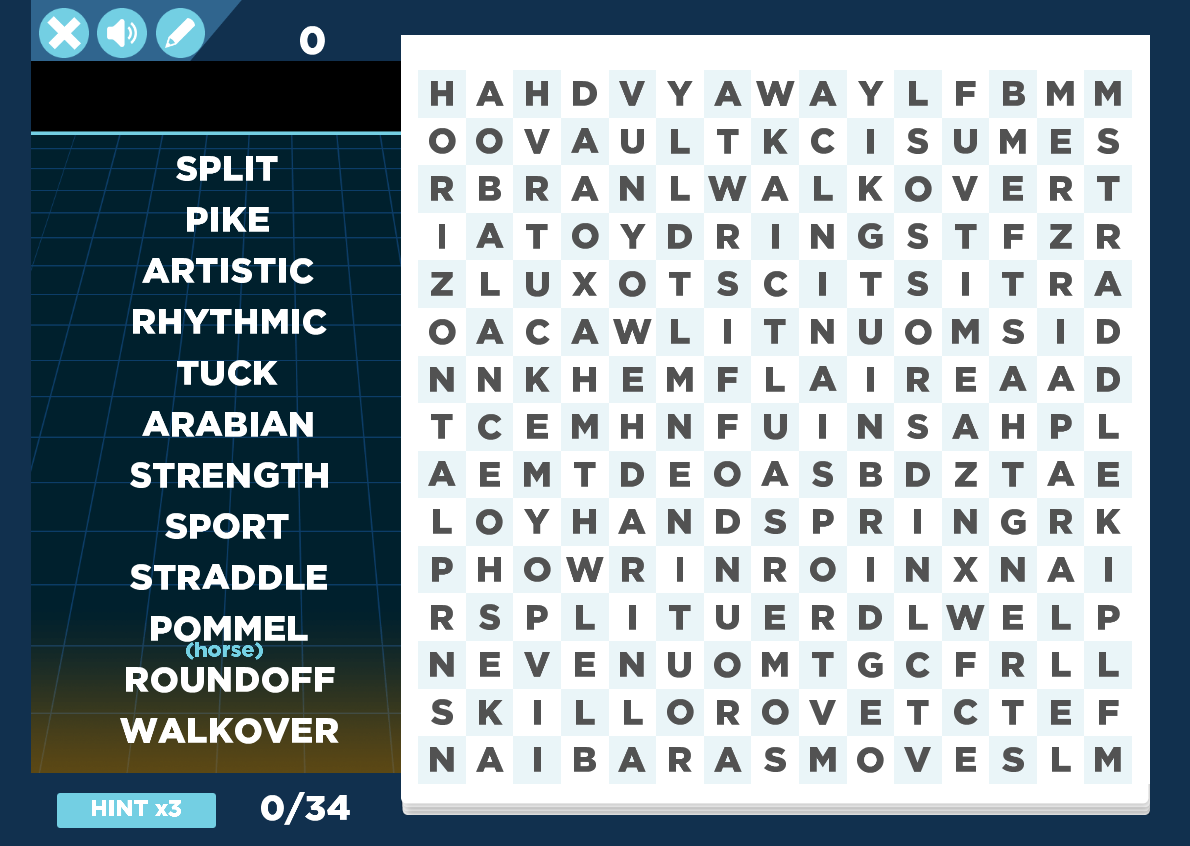 0
SPLIT
PIKE
ARTISTIC
RHYTHMIC
TUCK
ARABIAN
STRENGTH
SPORT
STRADDLE
POMMEL
(horse)
ROUNDOFF
WALKOVER
HINT x3
0/34
H A H D V Y A W A Y L F B M M
O O V A U L T K C I S U M E S
R B R A N L W A L K O V E R T
I A T O Y D R I N G S T F Z R
Z L U X O T S C I T S I T R A
O A C A W L I T N U O M S I D
N N K H E M F L A I R E A A D
T C E M H N F U I N S A H P L
A E M T D E O A S B D Z T A E
L O Y H A N D S P R I N G R K
P H O W R I N R O I N X N A I
R S P L I T U E R D L W E L P
N E V E N U O M T G C F R L L
S K I L L O R O V E T C T E F
N A I B A R A S M O V E S L M